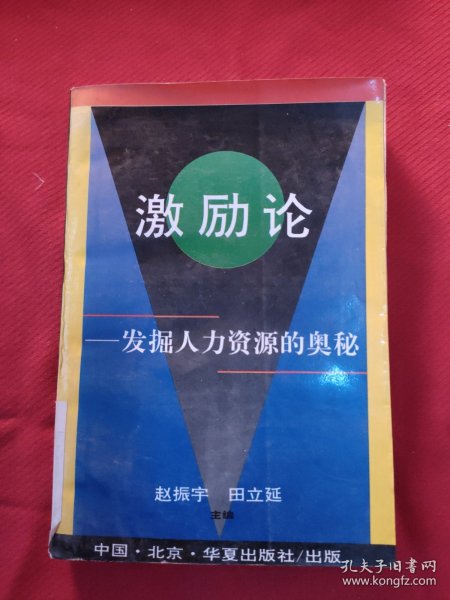 激励论
——发掘人力资源的奥秘
赵振宇 田立延
主编
中国·北京·华夏出版社/出版
孔夫子旧书网
www.kongfz.com